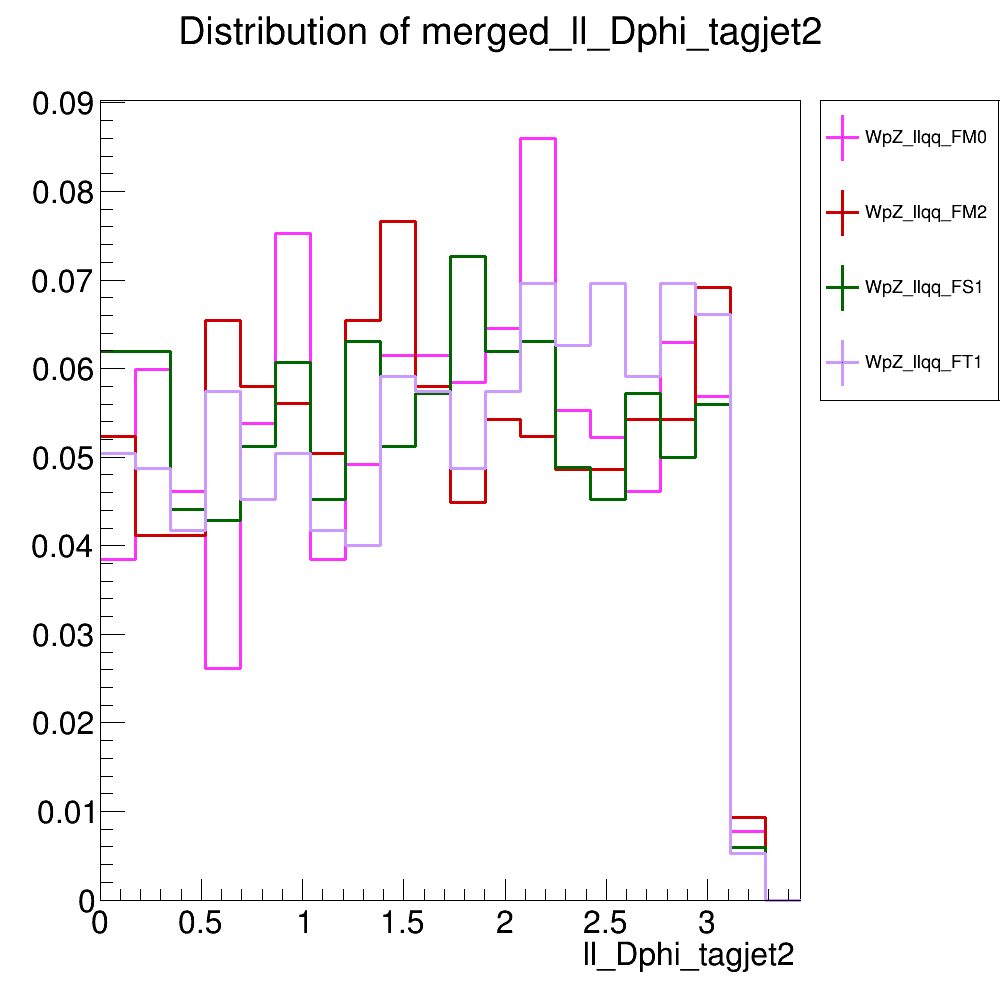 Distribution of merged_ll_Dphi_tagjet2
0.09
0.08
0.07
0.06
0.05
0.04
0.03
0.02
0.01
0
0 0.5 1 1.5 2 2.5 3
ll_Dphi_tagjet2
WpZ_llqq_FM0
WpZ_llqq_FM2
WpZ_llqq_FS1
WpZ_llqq_FT1